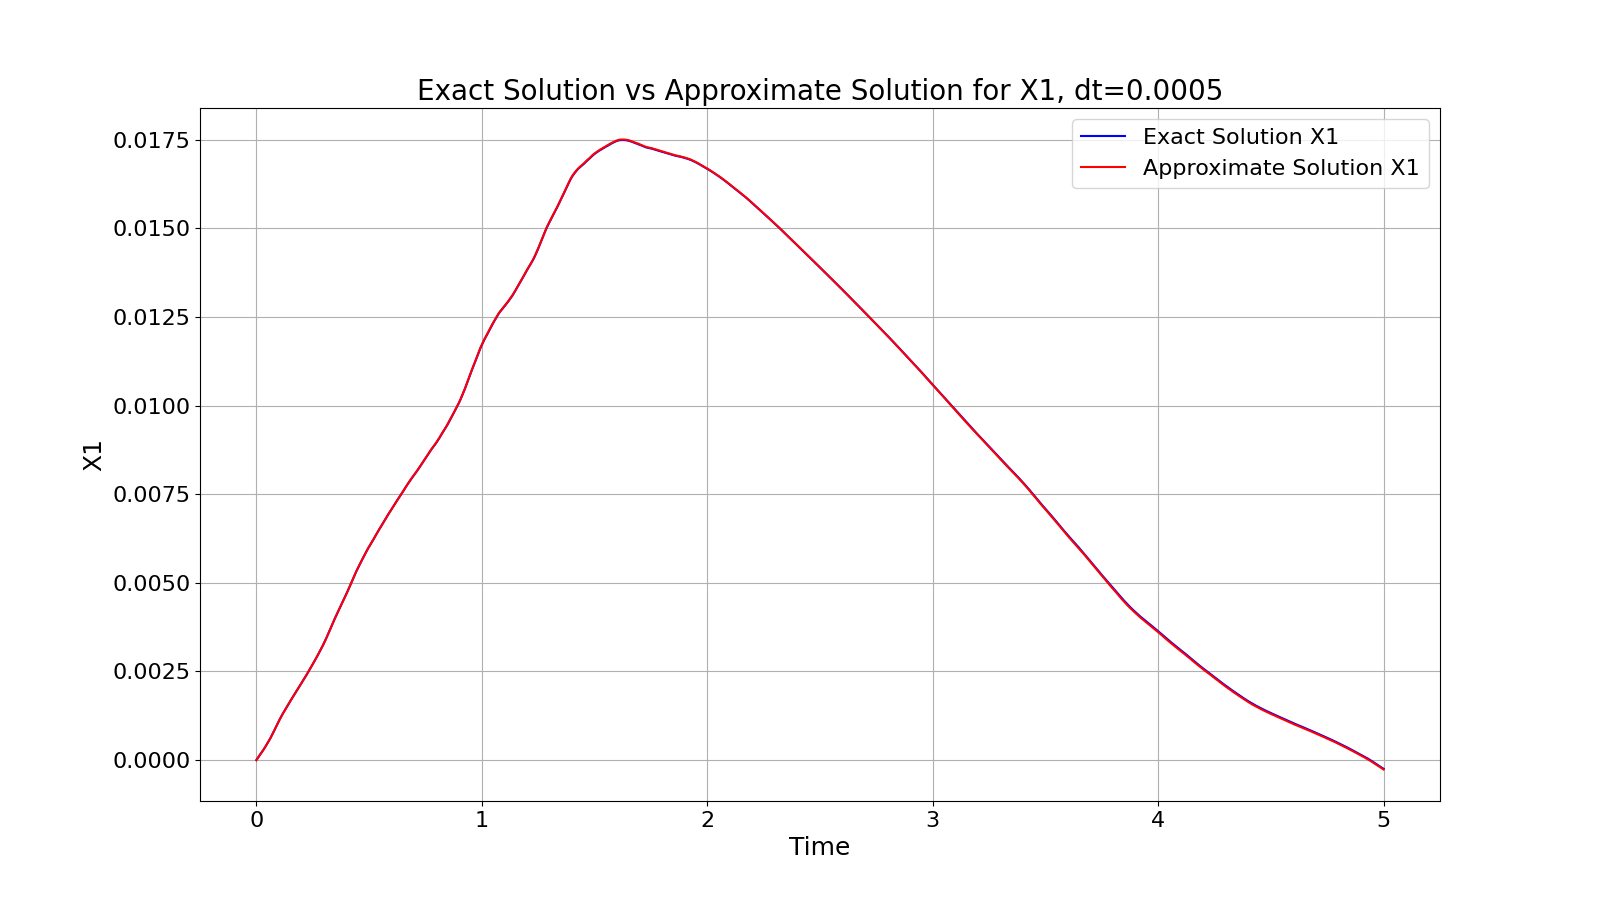 Exact Solution vs Approximate Solution for X1, dt=0.0005
Exact Solution X1
Approximate Solution X1
0.0175
0.0150
0.0125
0.0100
0.0075
0.0050
0.0025
0.0000
X1
0 1 2 3 4 5
Time